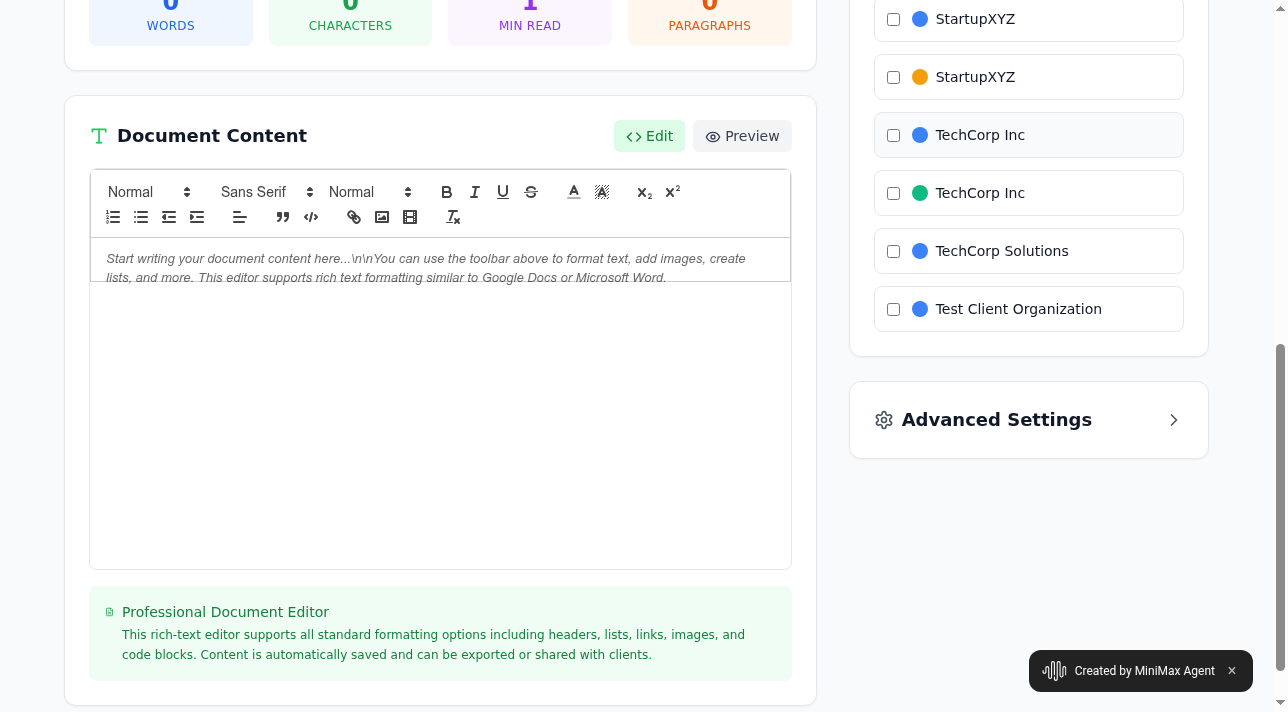 0
0
1
0
WORDS
CHARACTERS
MIN READ
PARAGRAPHS
Document Content
Edit
Preview
Normal
Sans Serif
Normal
Start writing your document content here...\n\nYou can use the toolbar above to format text, add images, create
lists, and more. This editor supports rich text formatting similar to Google Docs or Microsoft Word.
Professional Document Editor
This rich-text editor supports all standard formatting options including headers, lists, links, images, and
code blocks. Content is automatically saved and can be exported or shared with clients.
StartupXYZ
StartupXYZ
TechCorp Inc
TechCorp Inc
TechCorp Solutions
Test Client Organization
Advanced Settings
Created by MiniMax Agent ×